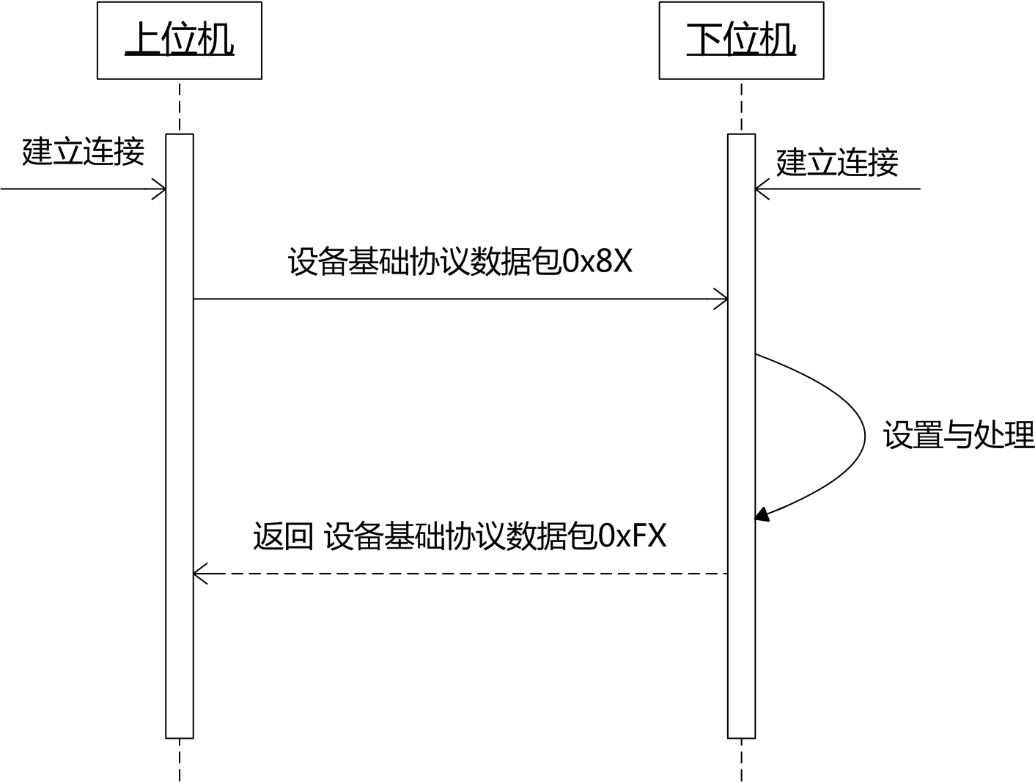 上位机
下位机
建立连接
建立连接
设备基础协议数据包0x8X
设置与处理
返回 设备基础协议数据包0xFX